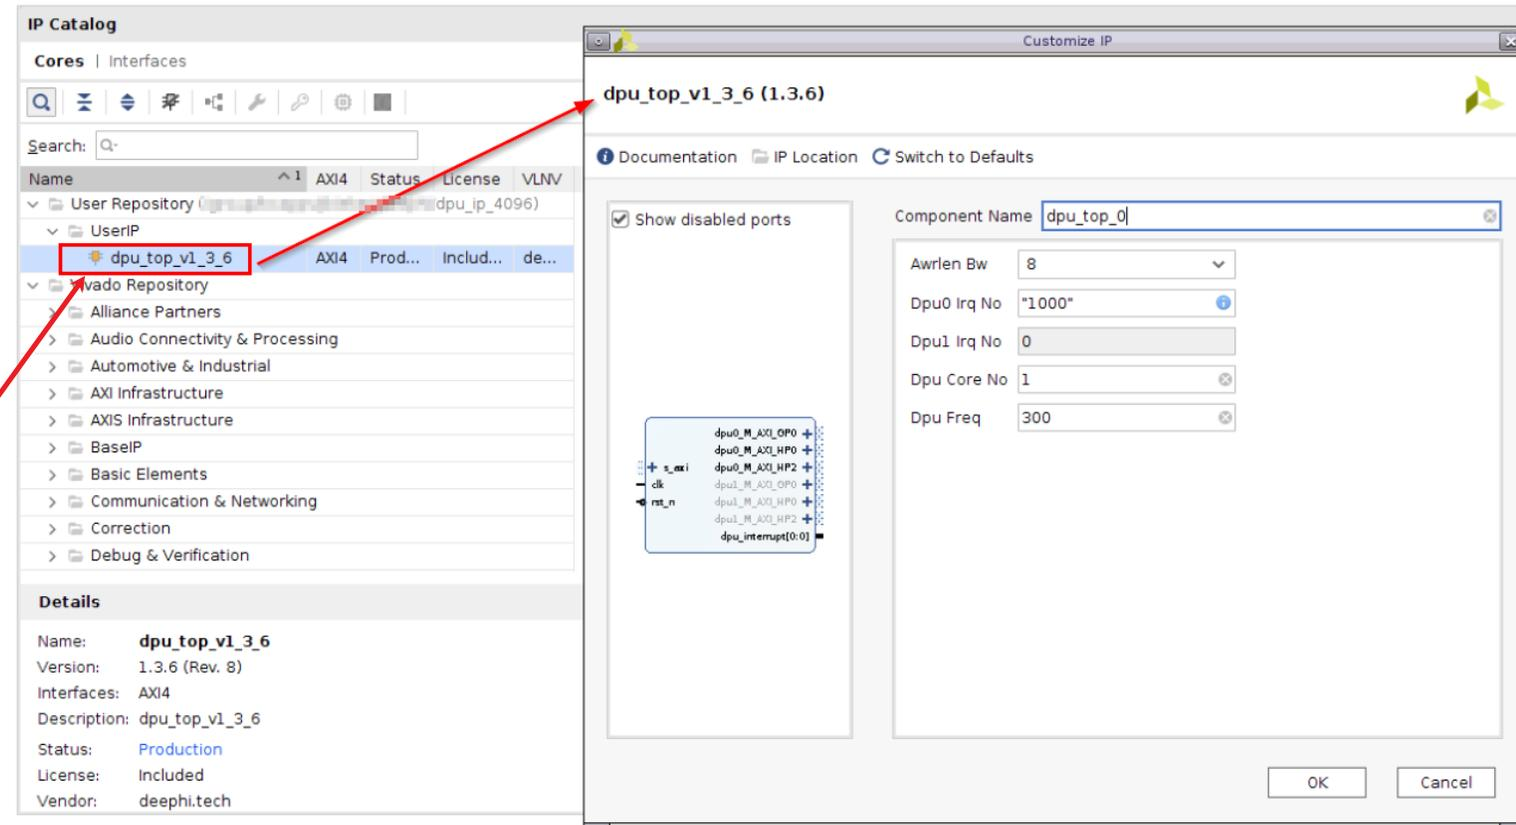 IP Catalog
Cores | Interfaces
Search:
Name 1 AXI4 Status License VLNV
User Repository ( dpu_ip_4096)
UserIP
dpu_top_v1_3_6 AXI4 Prod... Includ... de...
vado Repository
Alliance Partners
Audio Connectivity & Processing
Automotive & Industrial
AXI Infrastructure
AXIS Infrastructure
BaseIP
Basic Elements
Communication & Networking
Correction
Debug & Verification
Details
Name: dpu_top_v1_3_6
Version: 1.3.6 (Rev. 8)
Interfaces: AXI4
Description: dpu_top_v1_3_6
Status: Production
License: Included
Vendor: deephi.tech
Customize IP
dpu_top_v1_3_6 (1.3.6)
Documentation IP Location Switch to Defaults
Show disabled ports
dpu0_M_AXI_GP0
dpu0_M_AXI_HP0
s_axi dpu0_M_AXI_HP2
clk dpu1_M_AXI_GP0
rst_n dpu1_M_AXI_HP0
dpu1_M_AXI_HP2
dpu_interrupt[0:0]
Component Name dpu_top_0
Awrlen Bw 8
Dpu0 Irq No "1000"
Dpu1 Irq No 0
Dpu Core No 1
Dpu Freq 300
OK Cancel